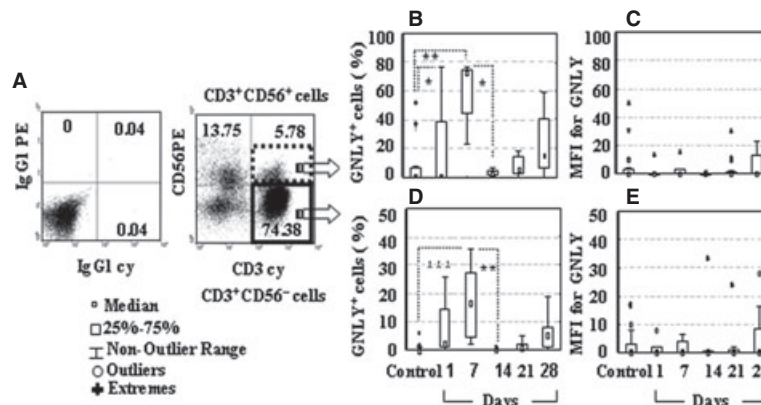 A
IgG1 PE
0
0.04
0.04
IgG1 cy
CD3+CD56+ cells
CD56PE
13.75
5.78
74.38
CD3 cy
CD3+CD56− cells
Median
25%-75%
Non-Outlier Range
Outliers
Extremes
B
GNLY+ cells (%)
100
80
60
40
20
0
**
*
*
C
MFI for GNLY
100
80
60
40
20
0
D
GNLY+ cells (%)
50
40
30
20
10
0
**
Control 1 7 14 21 28
Days
E
MFI for GNLY
50
40
30
20
10
0
Control 1 7 14 21
Days